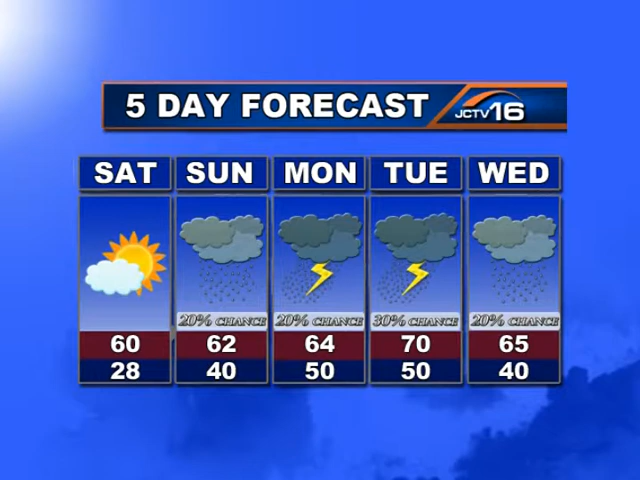 5 DAY FORECAST JCTV16
SAT SUN MON TUE WED
20% CHANCE 20% CHANCE 30% CHANCE 20% CHANCE
60 62 64 70 65
28 40 50 50 40